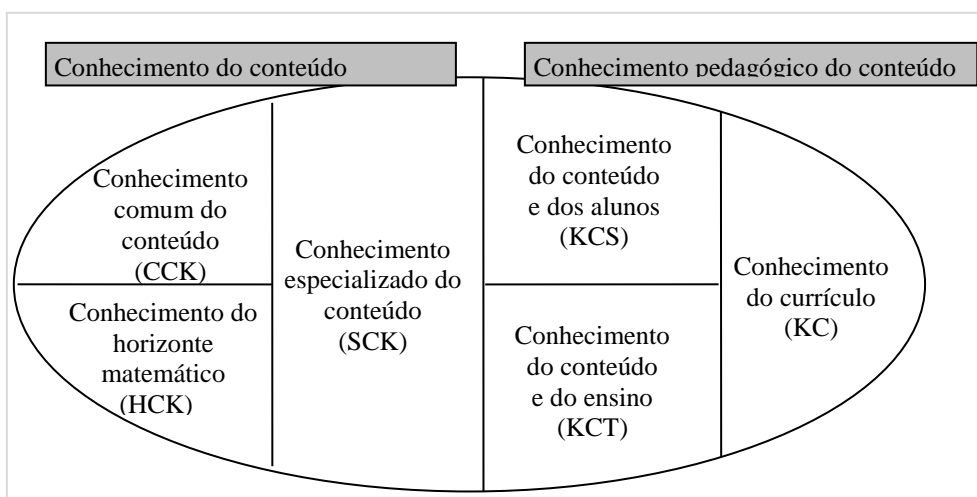 Conhecimento do conteúdo
Conhecimento pedagógico do conteúdo
Conhecimento
comum do
conteúdo
(CCK)
Conhecimento do
horizonte
matemático
(HCK)
Conhecimento
especializado do
conteúdo
(SCK)
Conhecimento
do conteúdo
e dos alunos
(KCS)
Conhecimento
do conteúdo
e do ensino
(KCT)
Conhecimento
do currículo
(KC)